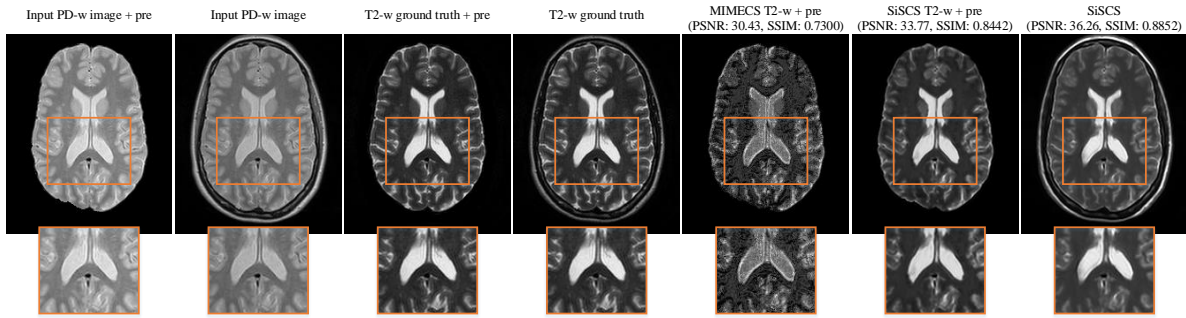 Input PD-w image + pre
Input PD-w image
T2-w ground truth + pre
T2-w ground truth
MIMECS T2-w + pre
(PSNR: 30.43, SSIM: 0.7300)
SiSCS T2-w + pre
(PSNR: 33.77, SSIM: 0.8442)
SiSCS
(PSNR: 36.26, SSIM: 0.8852)